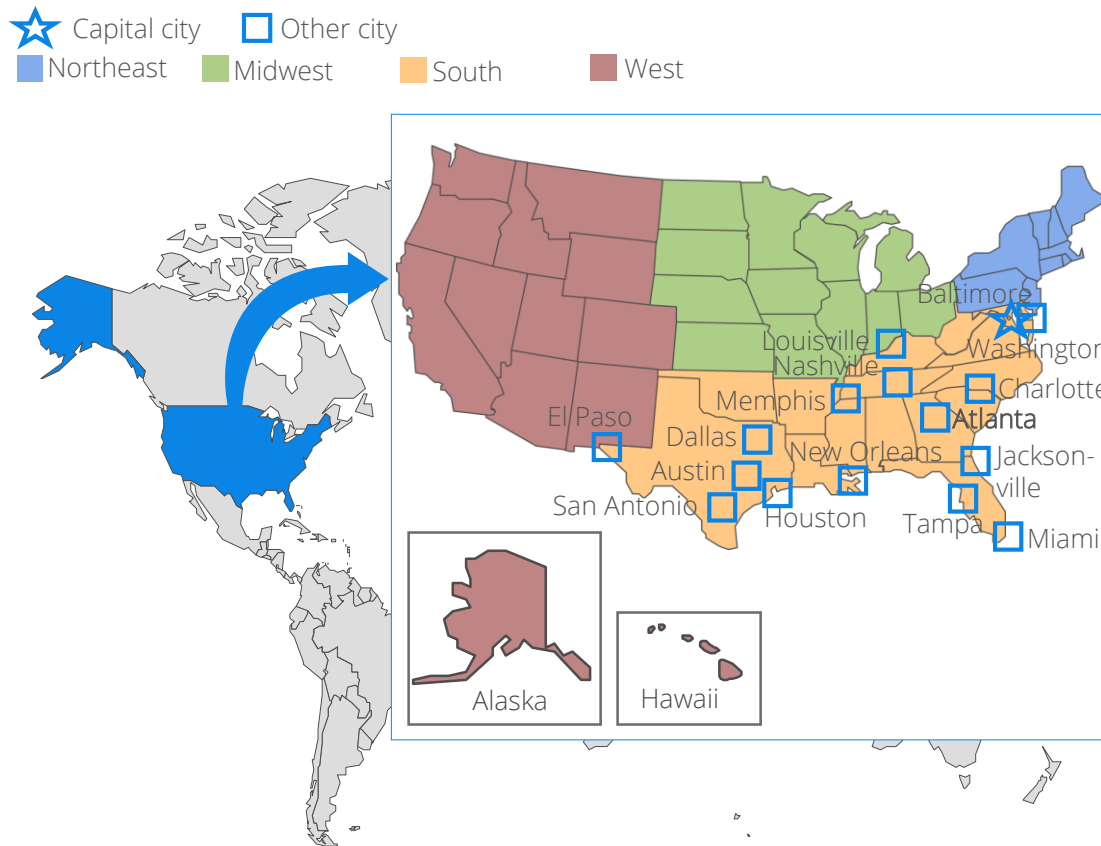 Capital city
Other city
Northeast
Midwest
South
West
Baltimore
Louisville
Washington
Nashville
Charlotte
Memphis
El Paso
Atlanta
Dallas
New Orleans
Jackson-
ville
Austin
San Antonio
Houston
Tampa
Miami
Alaska
Hawaii